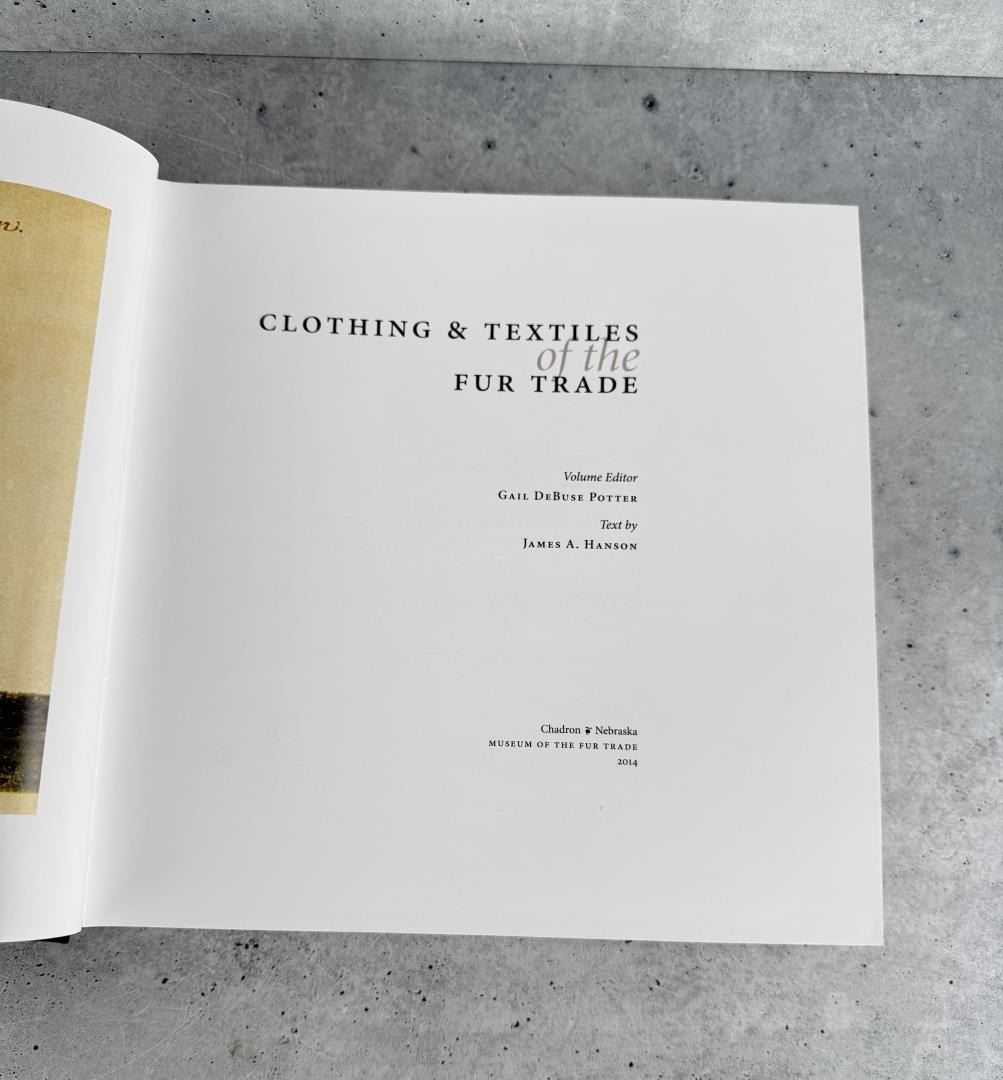 CLOTHING & TEXTILES
of the
FUR TRADE
Volume Editor
GAIL DEBUSE POTTER
Text by
JAMES A. HANSON
Chadron ❦ Nebraska
MUSEUM OF THE FUR TRADE
2014